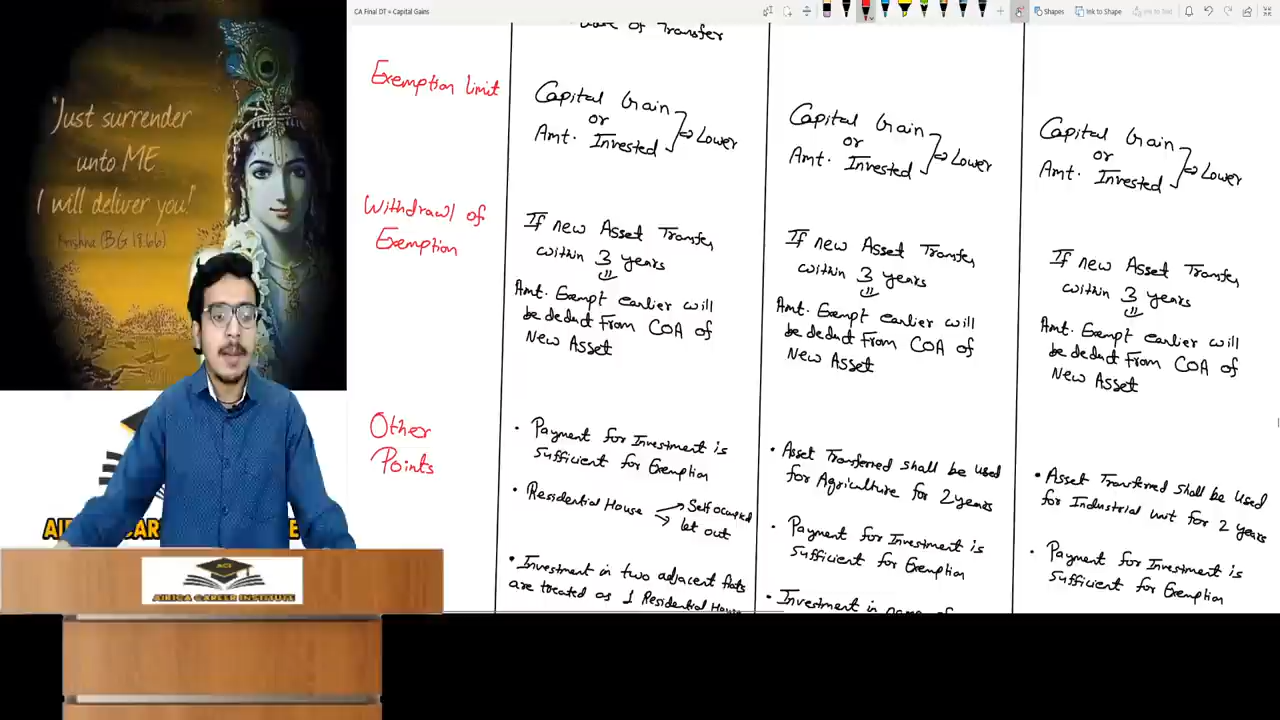 CA Final DT = Capital Gains
Shapes
Ink to Shape
Ink to Text
"Just surrender
unto ME
I will deliver you!"
Krishna (BG 18:66)
of Transfer
Exemption limit
Capital Gain
or
Amt. Invested
⇒ Lower
Capital Gain
or
Amt. Invested
⇒ Lower
Capital Gain
or
Amt. Invested
⇒ Lower
Withdrawl of
Exemption
If new Asset Transfer
within 3 years
Amt. Exempt earlier will
be deduct From COA of
New Asset
If new Asset Transfer
within 3 years
Amt. Exempt earlier will
be deduct From COA of
New Asset
If new Asset Transfer
within 3 years
Amt. Exempt earlier will
be deduct From COA of
New Asset
Other
Points
• Payment for Investment is
sufficient for Exemption
• Residential House → Self occupied
→ let out
• Investment in two adjacent flats
are treated as 1 Residential House
• Asset Transferred shall be used
for Agriculture for 2 years
• Payment for Investment is
sufficient for Exemption
• Investment in name of
• Asset Transferred shall be used
for Industrial unit for 2 years
• Payment for Investment is
sufficient for Exemption
ACI
AIRICA CAREER INSTITUTE